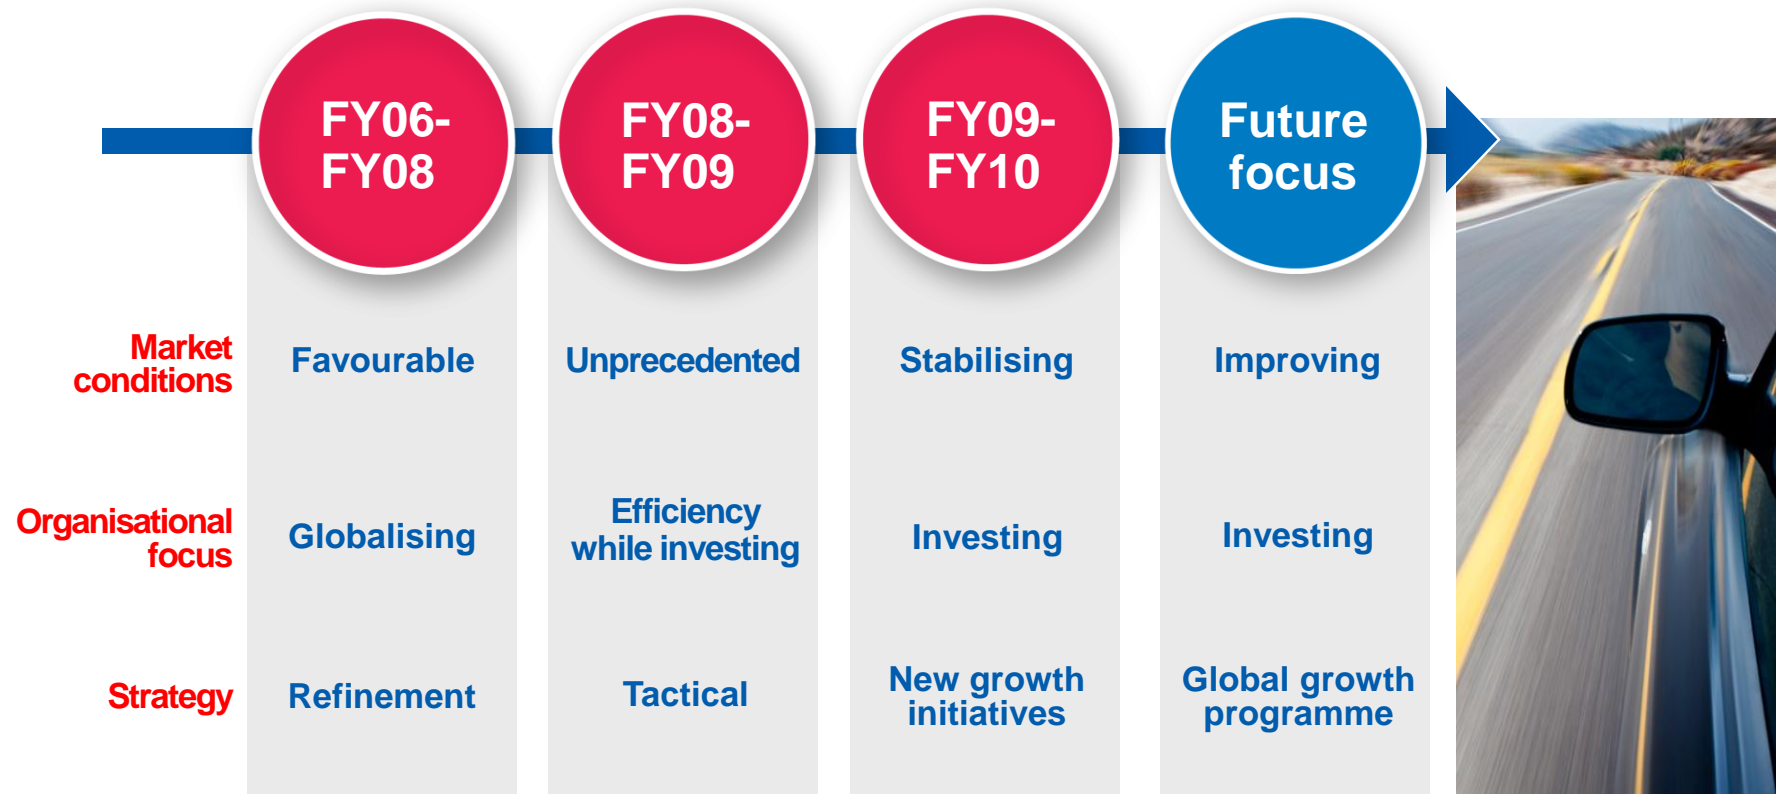 FY06-
FY08
FY08-
FY09
FY09-
FY10
Future
focus
Market
conditions
Favourable
Unprecedented
Stabilising
Improving
Organisational
focus
Globalising
Efficiency
while investing
Investing
Investing
Strategy
Refinement
Tactical
New growth
initiatives
Global growth
programme